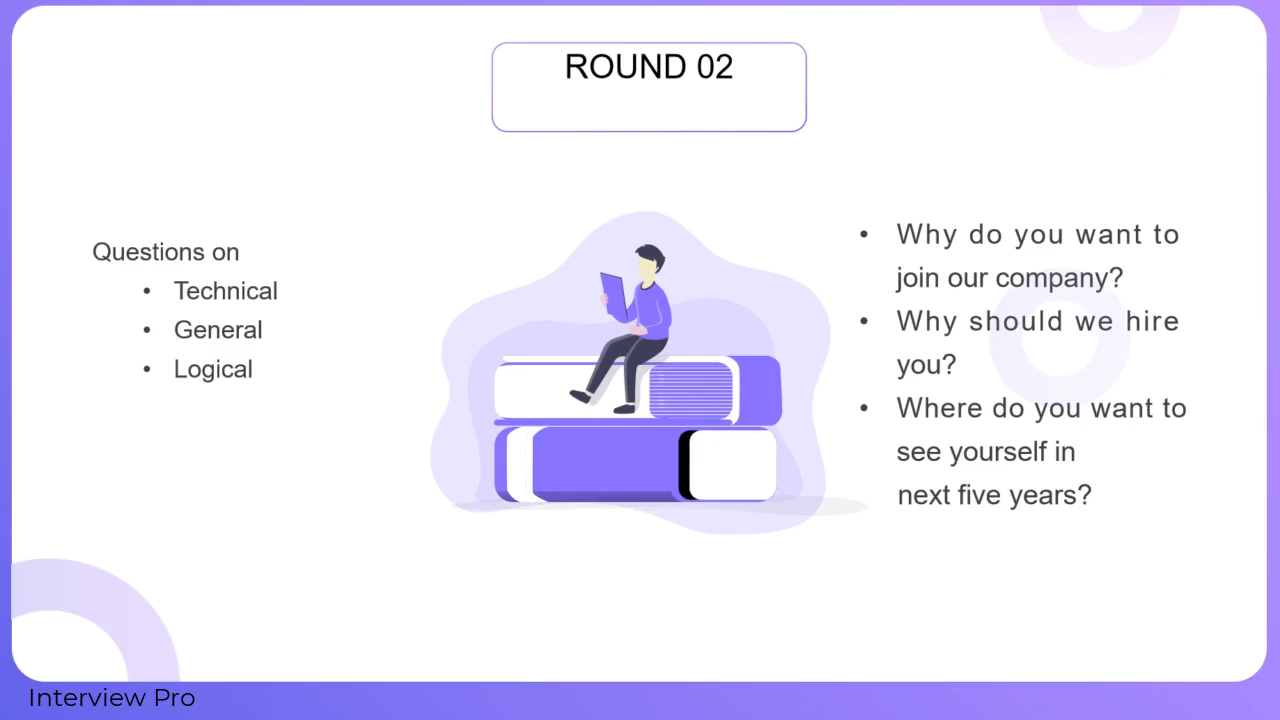 ROUND 02
Questions on
• Technical
• General
• Logical
• Why do you want to
join our company?
• Why should we hire
you?
• Where do you want to
see yourself in
next five years?
Interview Pro